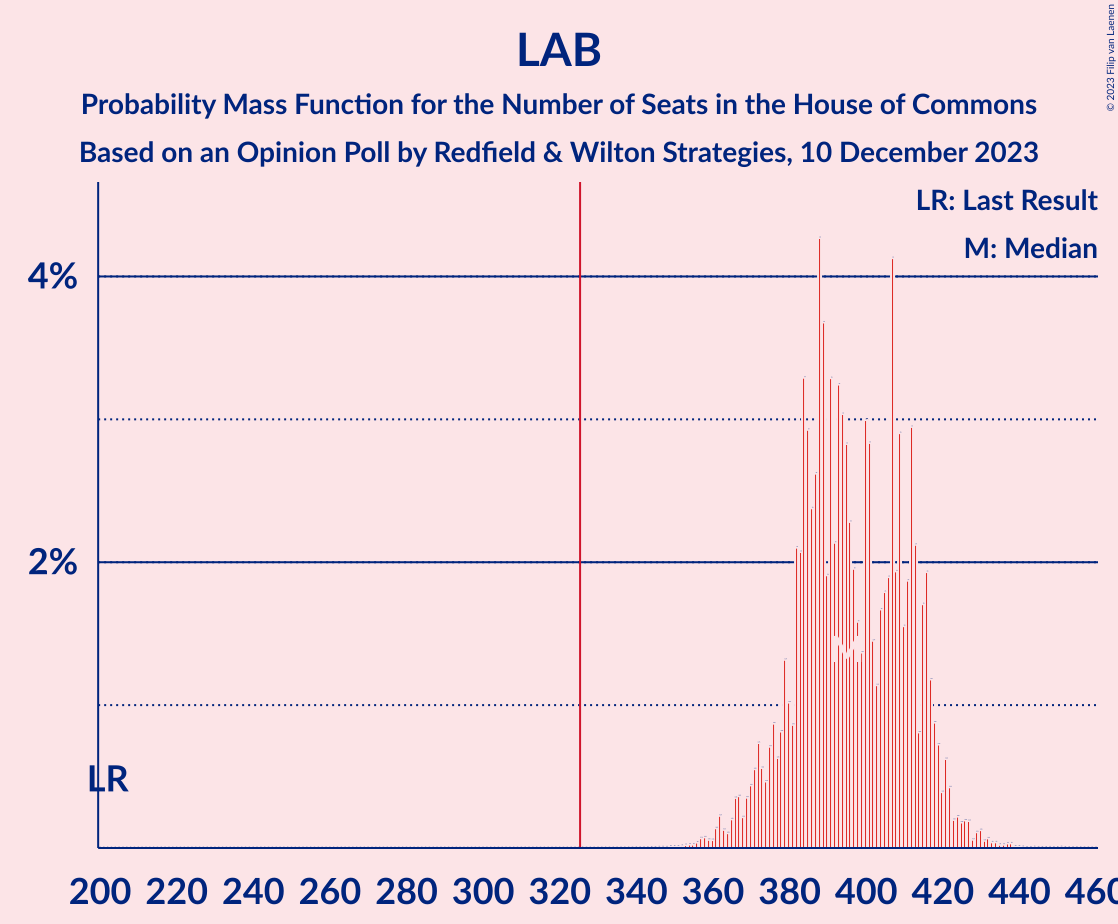 LAB
Probability Mass Function for the Number of Seats in the House of Commons
Based on an Opinion Poll by Redfield & Wilton Strategies, 10 December 2023
© 2023 Filip van Laenen
LR: Last Result
M: Median
4%
2%
LR
200 220 240 260 280 300 320 340 360 380 400 420 440 460